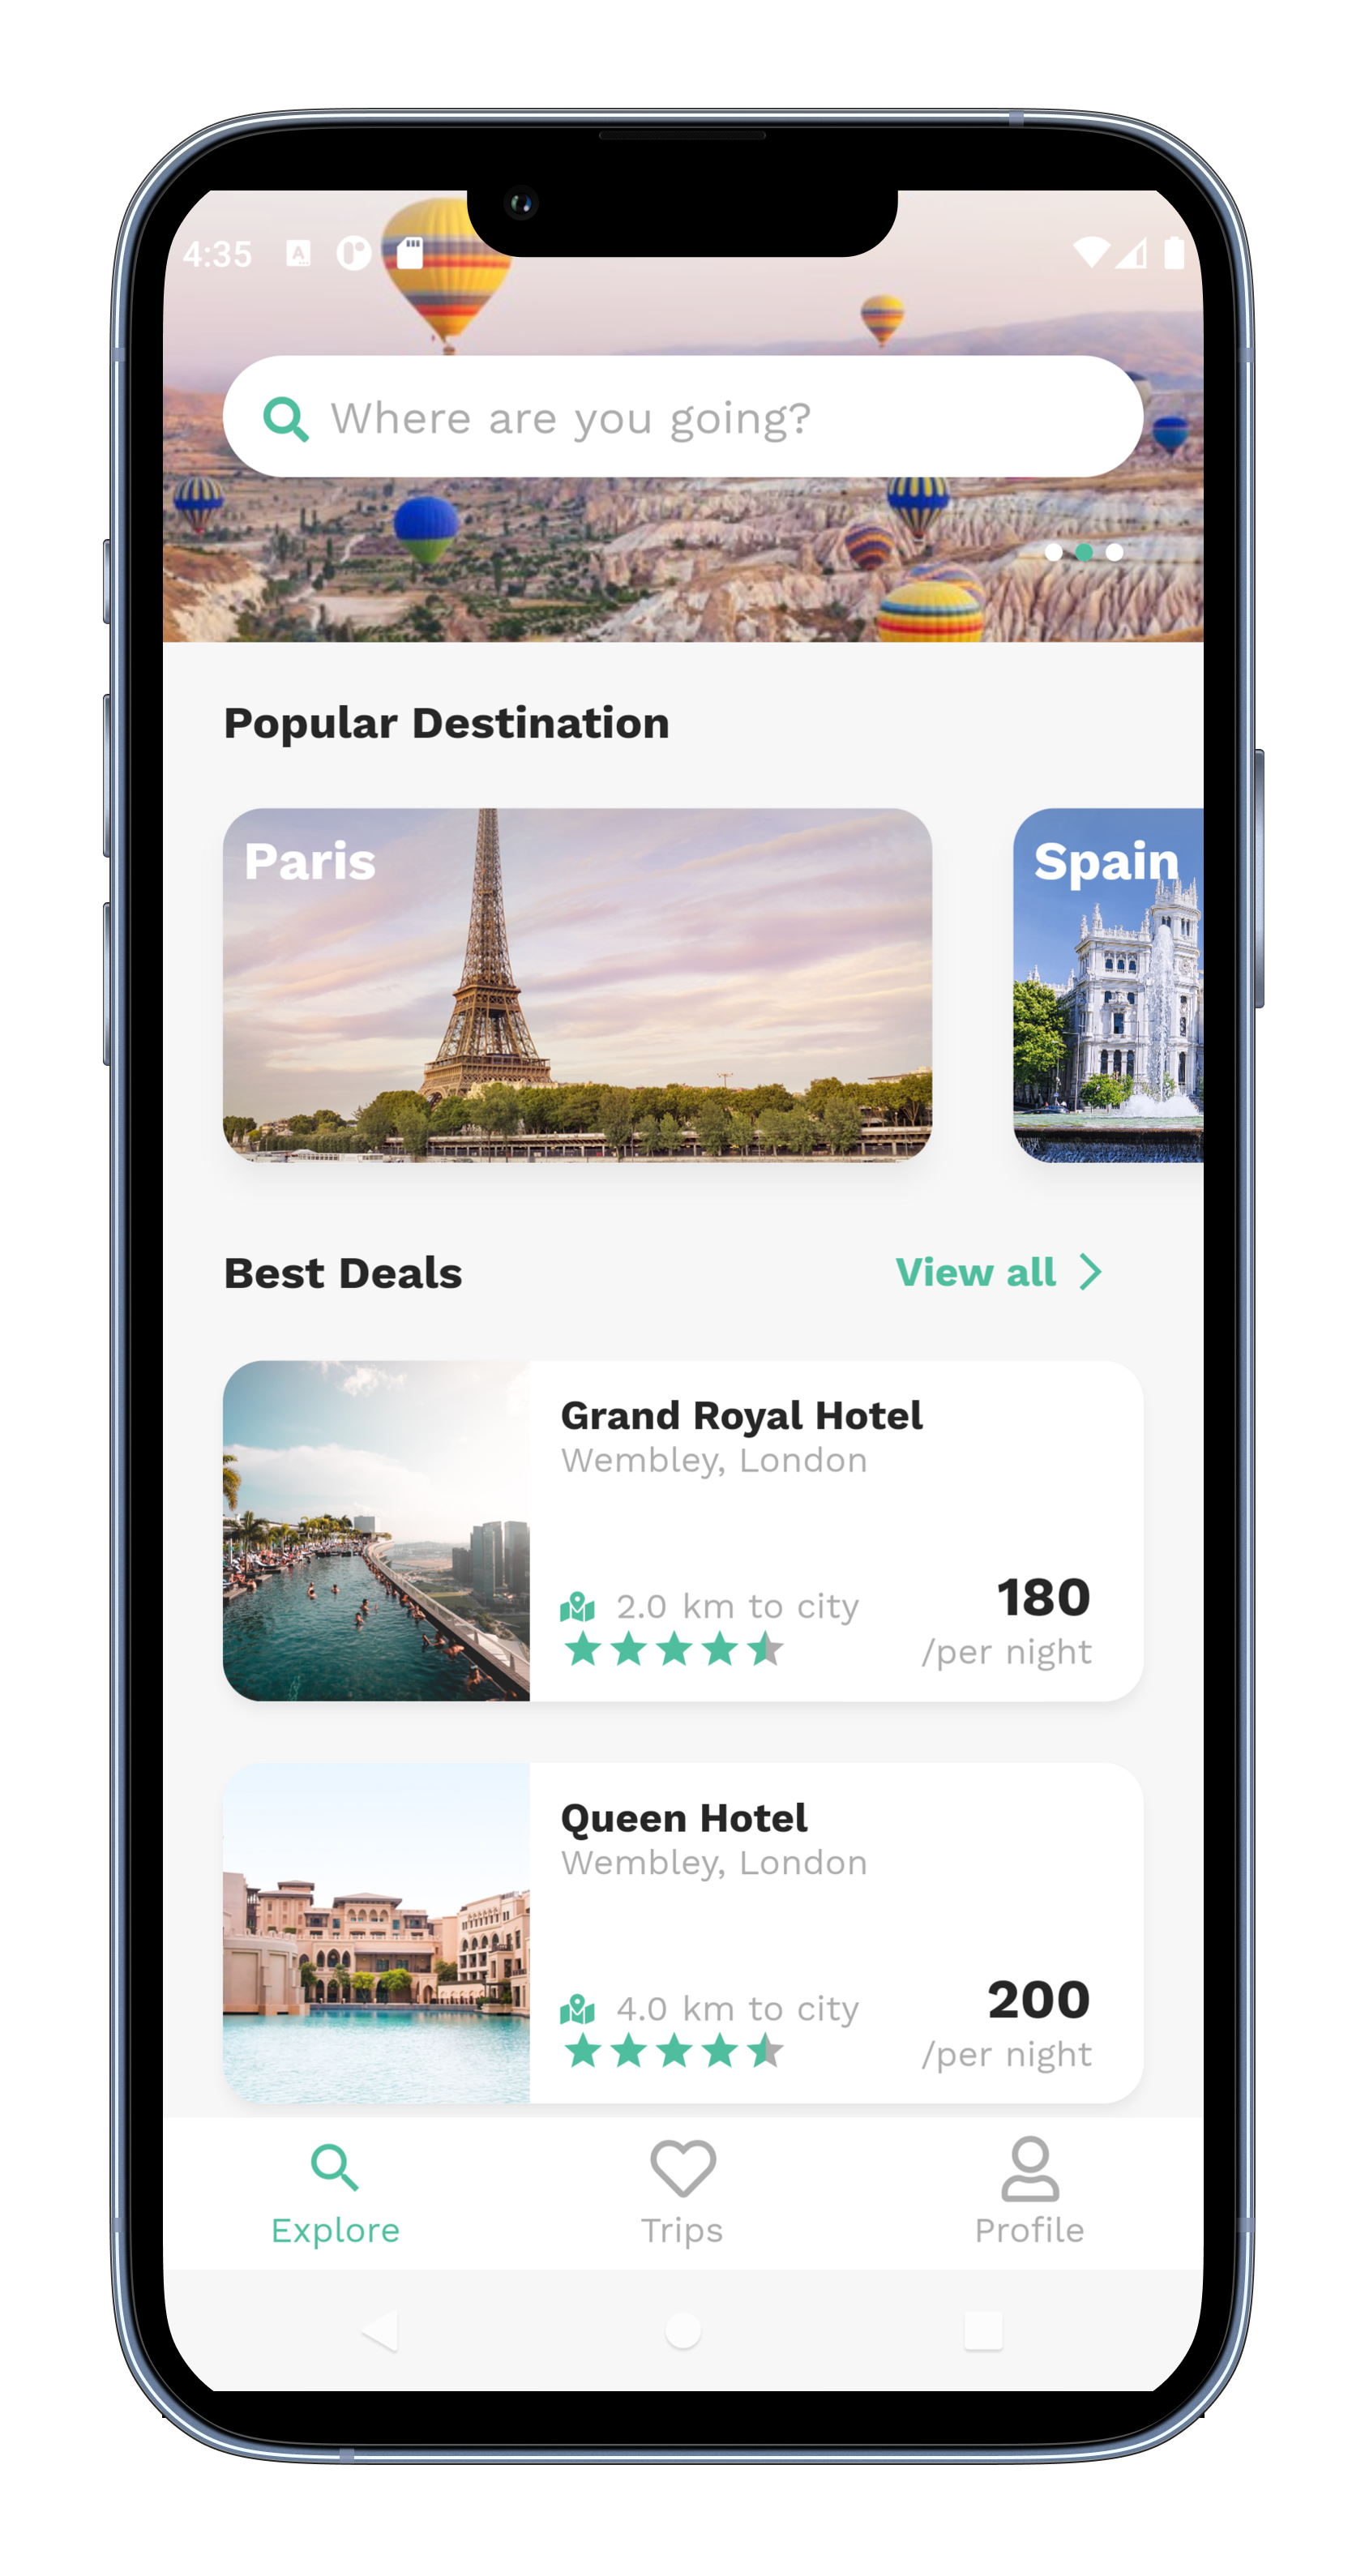 4:35
Where are you going?
Popular Destination
Paris
Spain
Best Deals
View all
Grand Royal Hotel
Wembley, London
2.0 km to city
180
/per night
Queen Hotel
Wembley, London
4.0 km to city
200
/per night
Explore
Trips
Profile